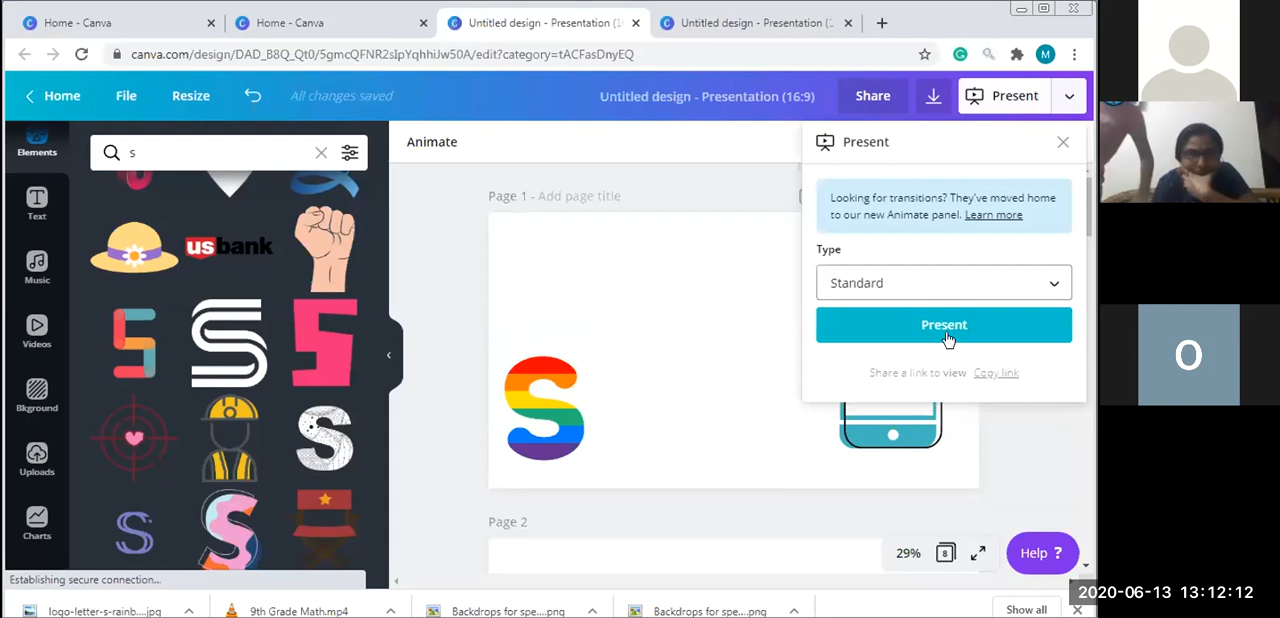 Home - Canva
Home - Canva
Untitled design - Presentation (1
Untitled design - Presentation (
canva.com/design/DAD_B8Q_Qt0/5gmcQFNR2sIpYqhhiJw50A/edit?category=tACFasDnyEQ
M
Home
File
Resize
All changes saved
Untitled design - Presentation (16:9)
Share
Present
Elements
s
Animate
Present
Text
Page 1 - Add page title
Looking for transitions? They've moved home
to our new Animate panel. Learn more
us bank
Type
Music
Standard
Videos
Present
Share a link to view Copy link
Bkground
Uploads
Page 2
Charts
29%
8
Help ?
Establishing secure connection...
logo-letter-s-rainb....jpg
9th Grade Math.mp4
Backdrops for spe....png
Backdrops for spe....png
Show all
O
2020-06-13 13:12:12